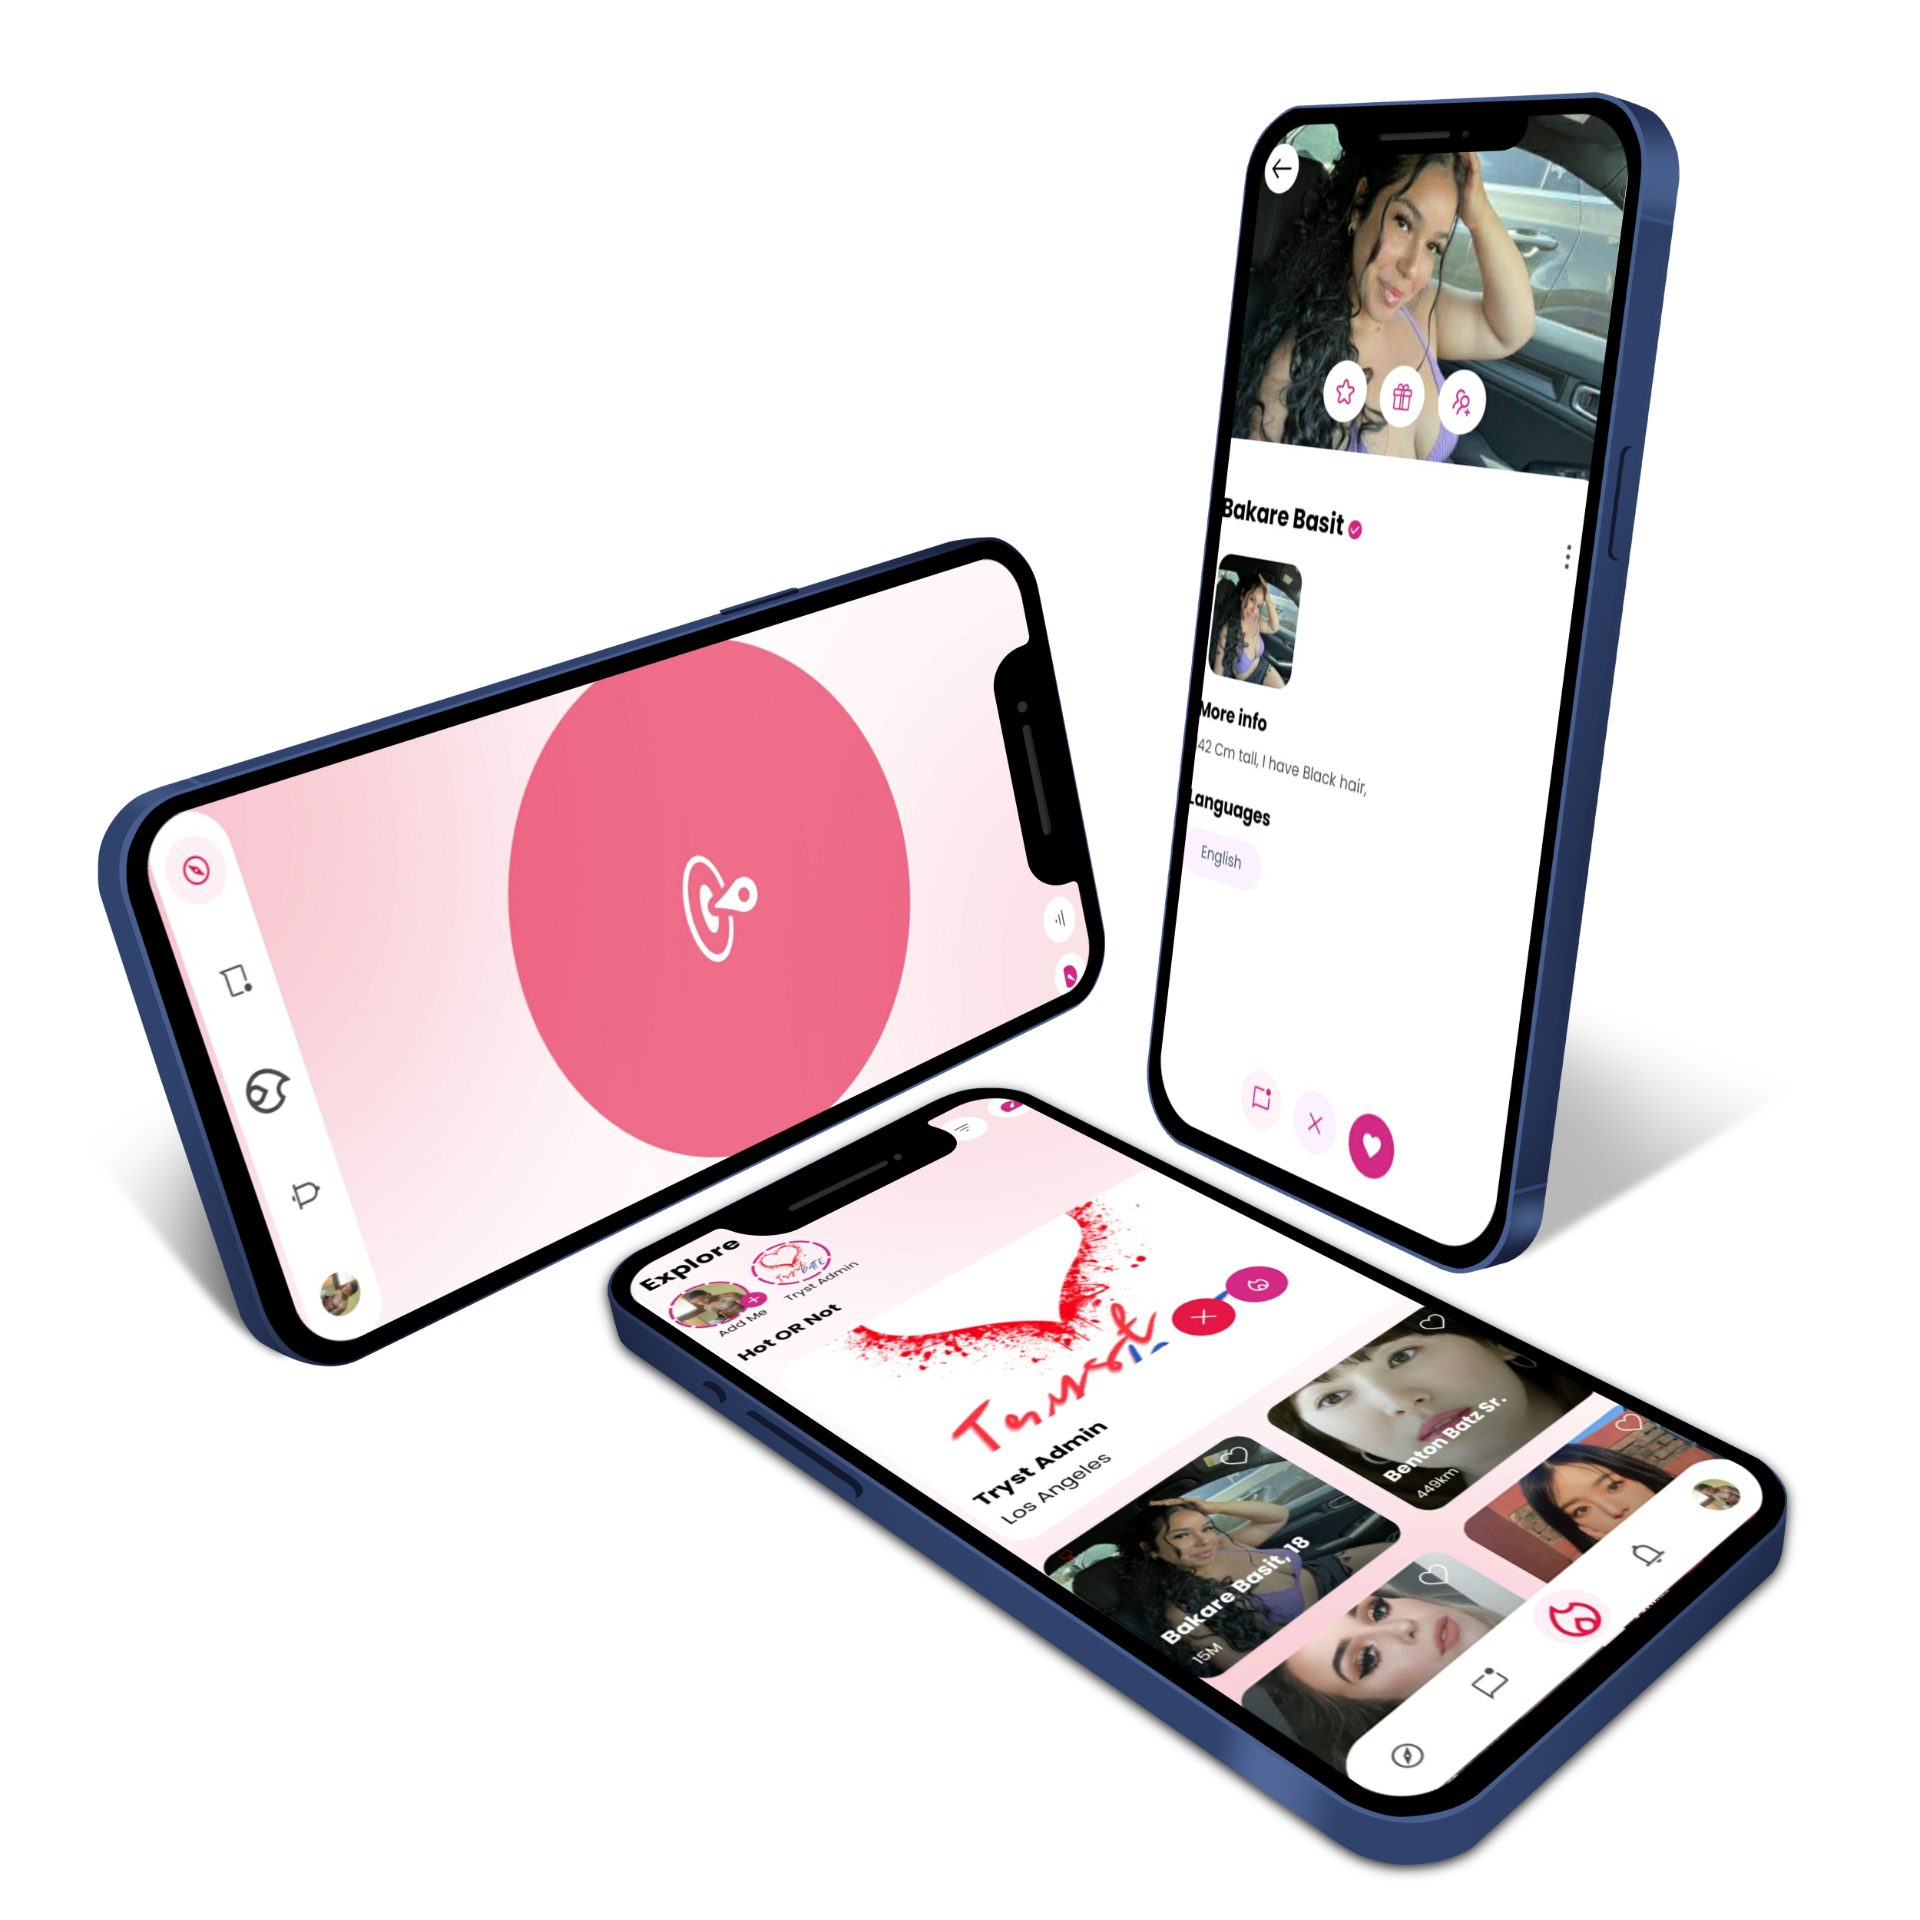 Bakare Basit
More info
42 Cm tall, I have Black hair,
Languages
English
Explore
Add Me
Tryst Admin
Hot OR Not
Tryst
Tryst Admin
Los Angeles
Benton Batz Sr.
449km
Bakare Basit, 18
15M